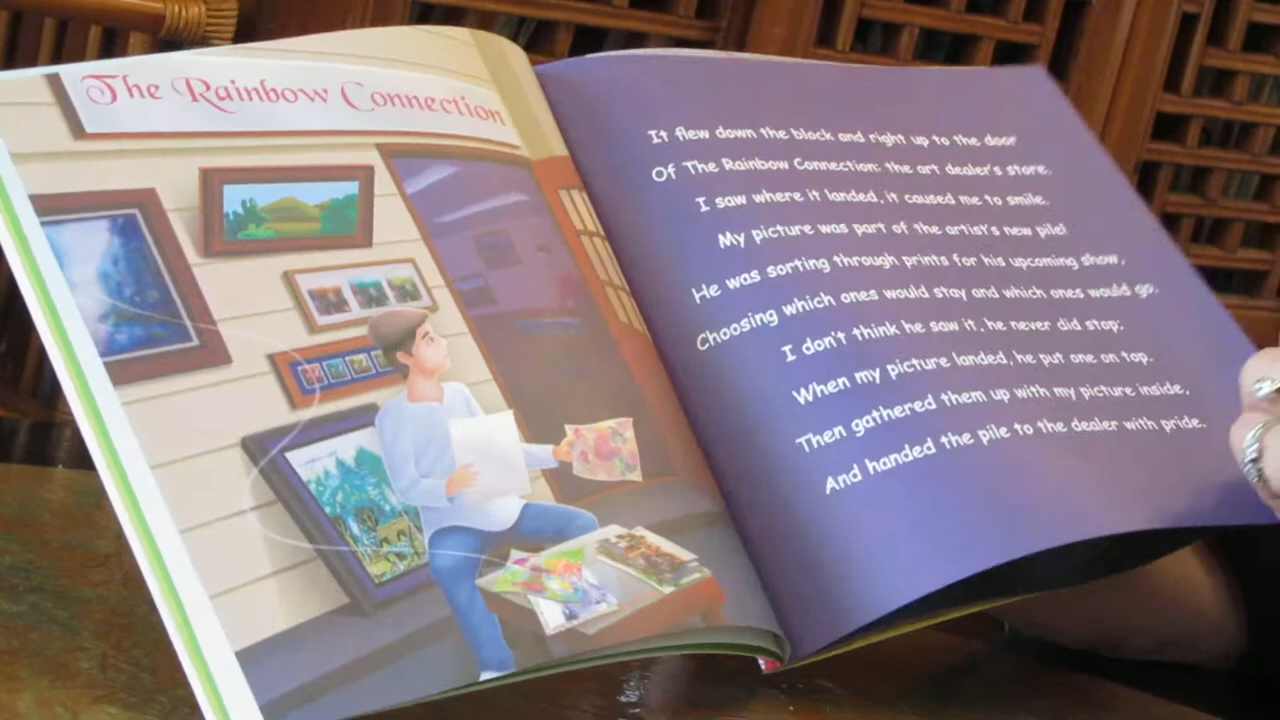 The Rainbow Connection
It flew down the block and right up to the door
Of The Rainbow Connection: the art dealer's store.
I saw where it landed, it caused me to smile.
My picture was part of the artist's new pile!
He was sorting through prints for his upcoming show,
Choosing which ones would stay and which ones would go.
I don't think he saw it, he never did stop;
When my picture landed, he put one on top.
Then gathered them up with my picture inside,
And handed the pile to the dealer with pride.